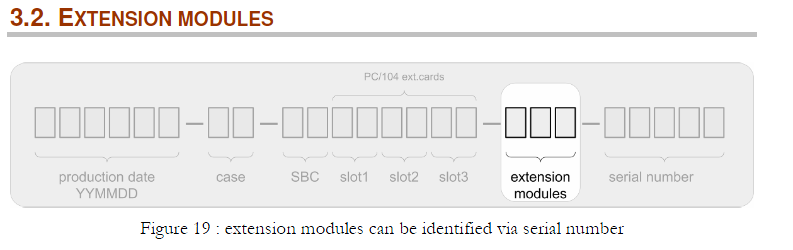 3.2. EXTENSION MODULES
PC/104 ext.cards
production date
YYMMDD
case
SBC
slot1
slot2
slot3
extension
modules
serial number
Figure 19 : extension modules can be identified via serial number